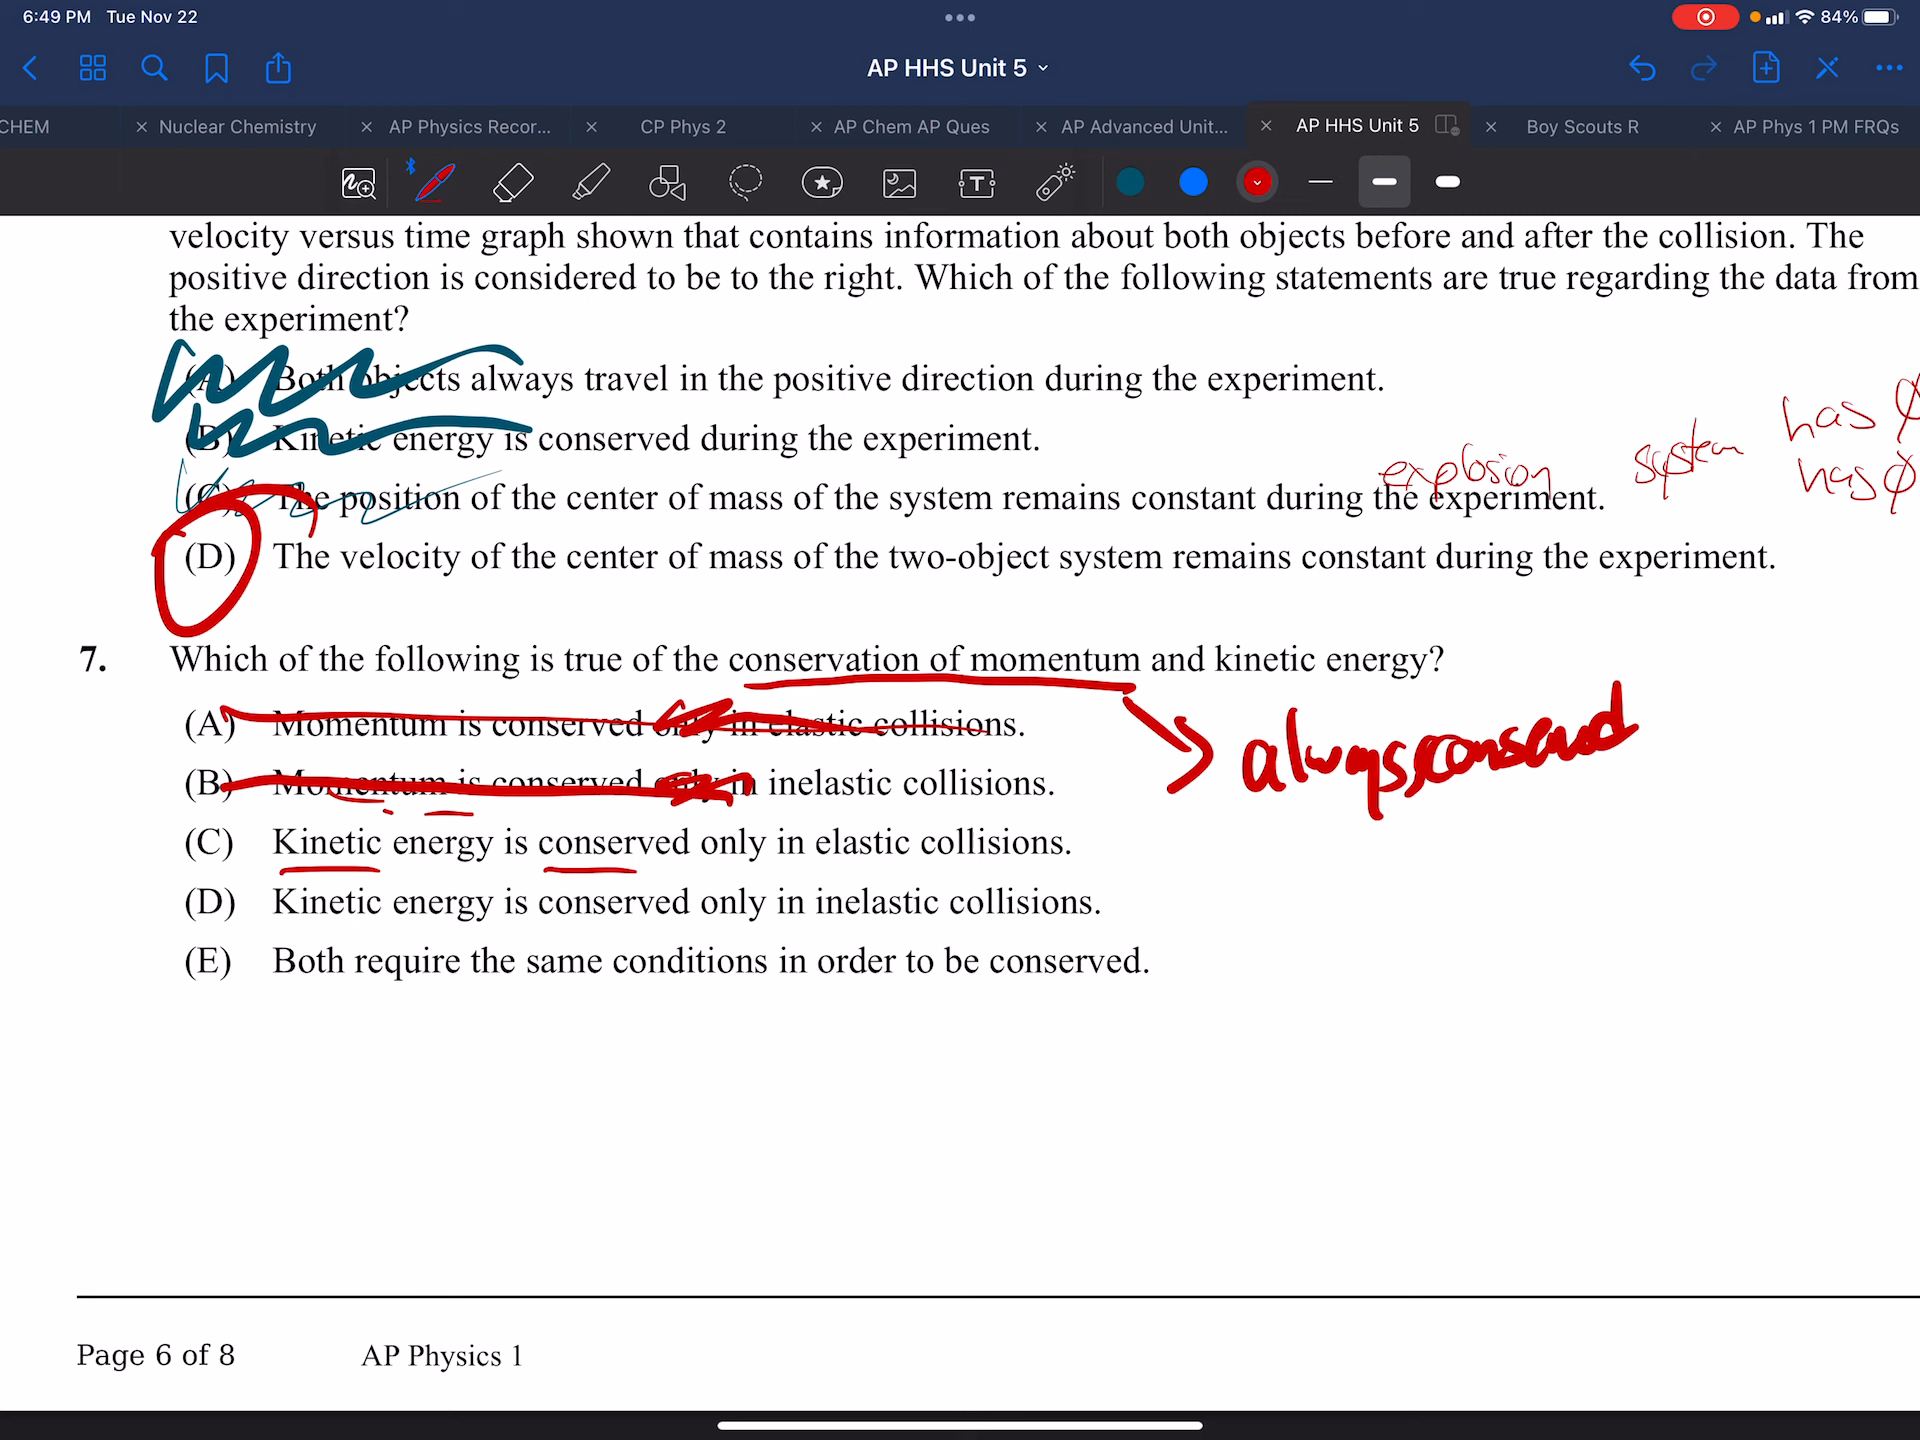 6:49 PM Tue Nov 22
84%
AP HHS Unit 5
CHEM
Nuclear Chemistry
AP Physics Recor...
CP Phys 2
AP Chem AP Ques
AP Advanced Unit...
AP HHS Unit 5
Boy Scouts R
AP Phys 1 PM FRQs
velocity versus time graph shown that contains information about both objects before and after the collision. The
positive direction is considered to be to the right. Which of the following statements are true regarding the data from
the experiment?
(A) Both objects always travel in the positive direction during the experiment.
(B) Kinetic energy is conserved during the experiment.
(C) The position of the center of mass of the system remains constant during the experiment.
explosion system has
has
(D) The velocity of the center of mass of the two-object system remains constant during the experiment.
7. Which of the following is true of the conservation of momentum and kinetic energy?
(A) Momentum is conserved only in elastic collisions.
always conserved
(B) Momentum is conserved only in inelastic collisions.
(C) Kinetic energy is conserved only in elastic collisions.
(D) Kinetic energy is conserved only in inelastic collisions.
(E) Both require the same conditions in order to be conserved.
Page 6 of 8 AP Physics 1